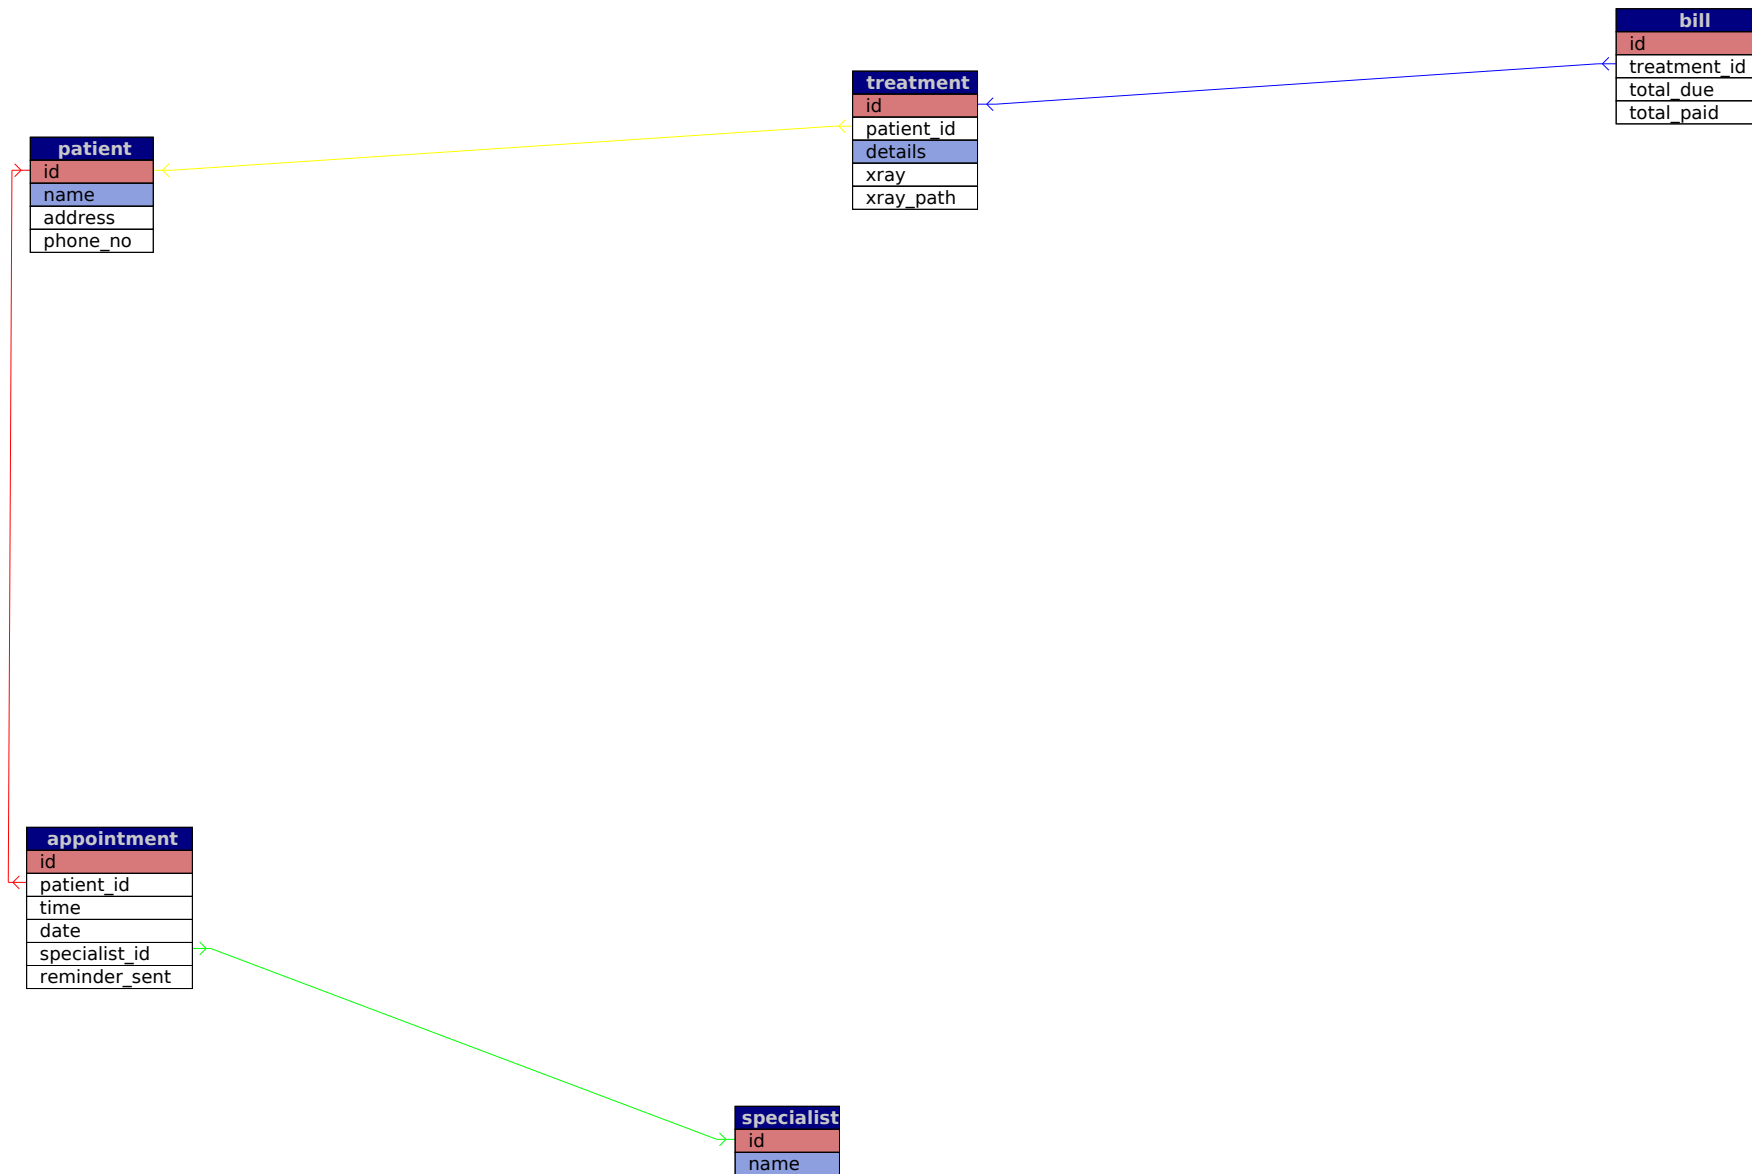 bill
id
treatment_id
total_due
total_paid
treatment
id
patient_id
details
xray
xray_path
patient
id
name
address
phone_no
appointment
id
patient_id
time
date
specialist_id
reminder_sent
specialist
id
name